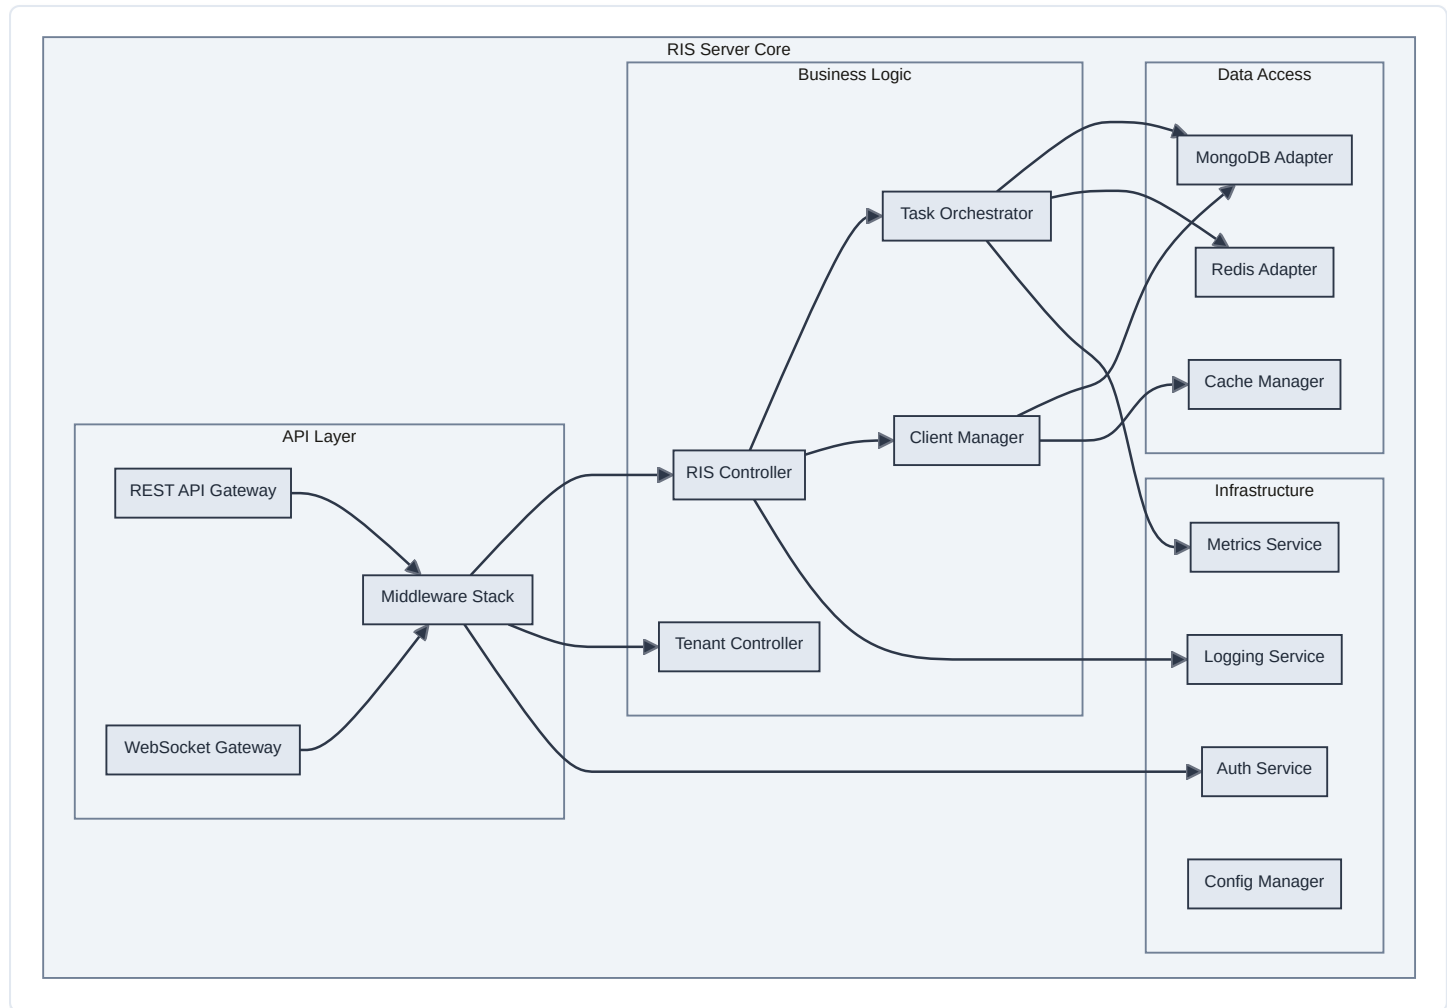 RIS Server Core
Business Logic
Data Access
MongoDB Adapter
Task Orchestrator
Redis Adapter
Cache Manager
API Layer
Client Manager
RIS Controller
REST API Gateway
Infrastructure
Metrics Service
Middleware Stack
Tenant Controller
Logging Service
WebSocket Gateway
Auth Service
Config Manager